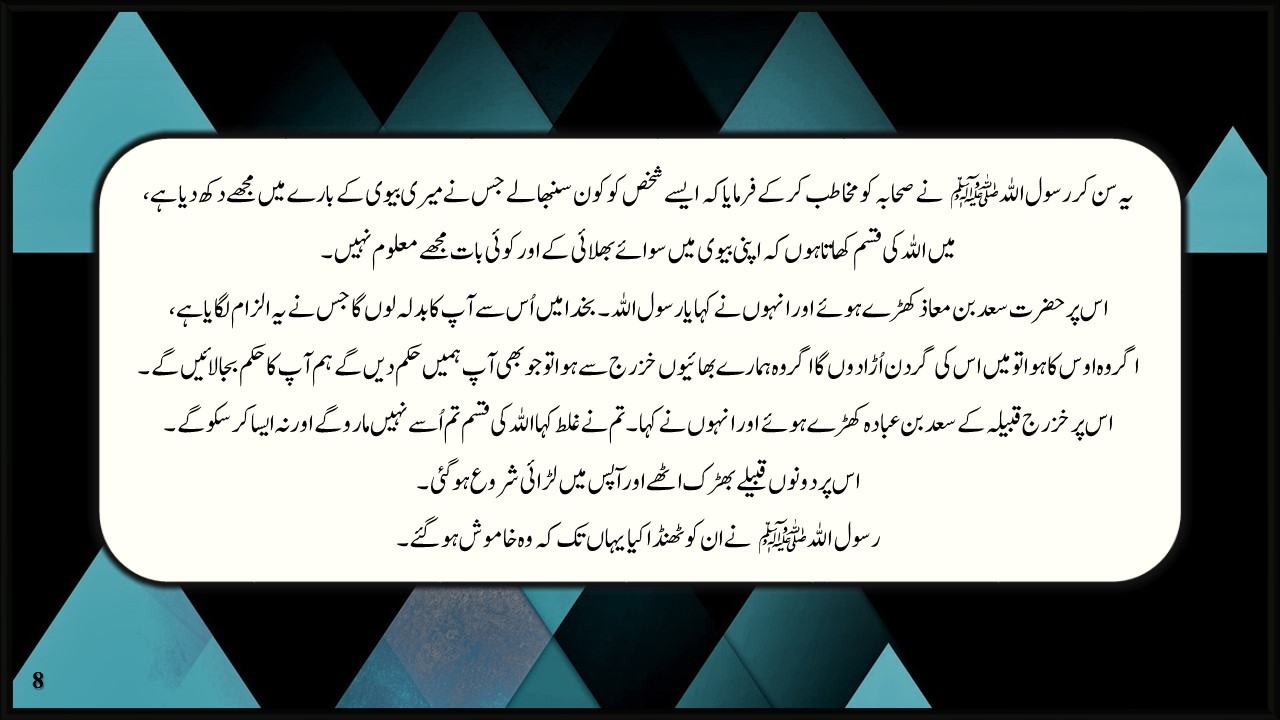 یہ سن کر رسول اللہ ﷺ نے صحابہ کو مخاطب کر کے فرمایا کہ ایسے شخص کو کون سنبھالے جس نے میری بیوی کے بارے میں مجھے دکھ دیا ہے،
میں اللہ کی قسم کھاتا ہوں کہ اپنی بیوی میں سوائے بھلائی کے اور کوئی بات مجھے معلوم نہیں۔
اس پر حضرت سعد بن معاذ کھڑے ہوئے اور انہوں نے کہا یا رسول اللہ۔ بخدا میں اُس سے آپ کا بدلہ لوں گا جس نے یہ الزام لگایا ہے،
اگر وہ اوس کا ہوا تو میں اس کی گردن اُڑا دوں گا اگر وہ ہمارے بھائیوں خزرج سے ہوا تو جو بھی آپ ہمیں حکم دیں گے ہم آپ کا حکم بجا لائیں گے۔
اس پر خزرج قبیلہ کے سعد بن عبادہ کھڑے ہوئے اور انہوں نے کہا۔ تم نے غلط کہا اللہ کی قسم تم اُسے نہیں مارو گے اور نہ ایسا کر سکو گے۔
اس پر دونوں قبیلے بھڑک اٹھے اور آپس میں لڑائی شروع ہو گئی۔
رسول اللہ ﷺ نے ان کو ٹھنڈا کیا یہاں تک کہ وہ خاموش ہو گئے۔
8